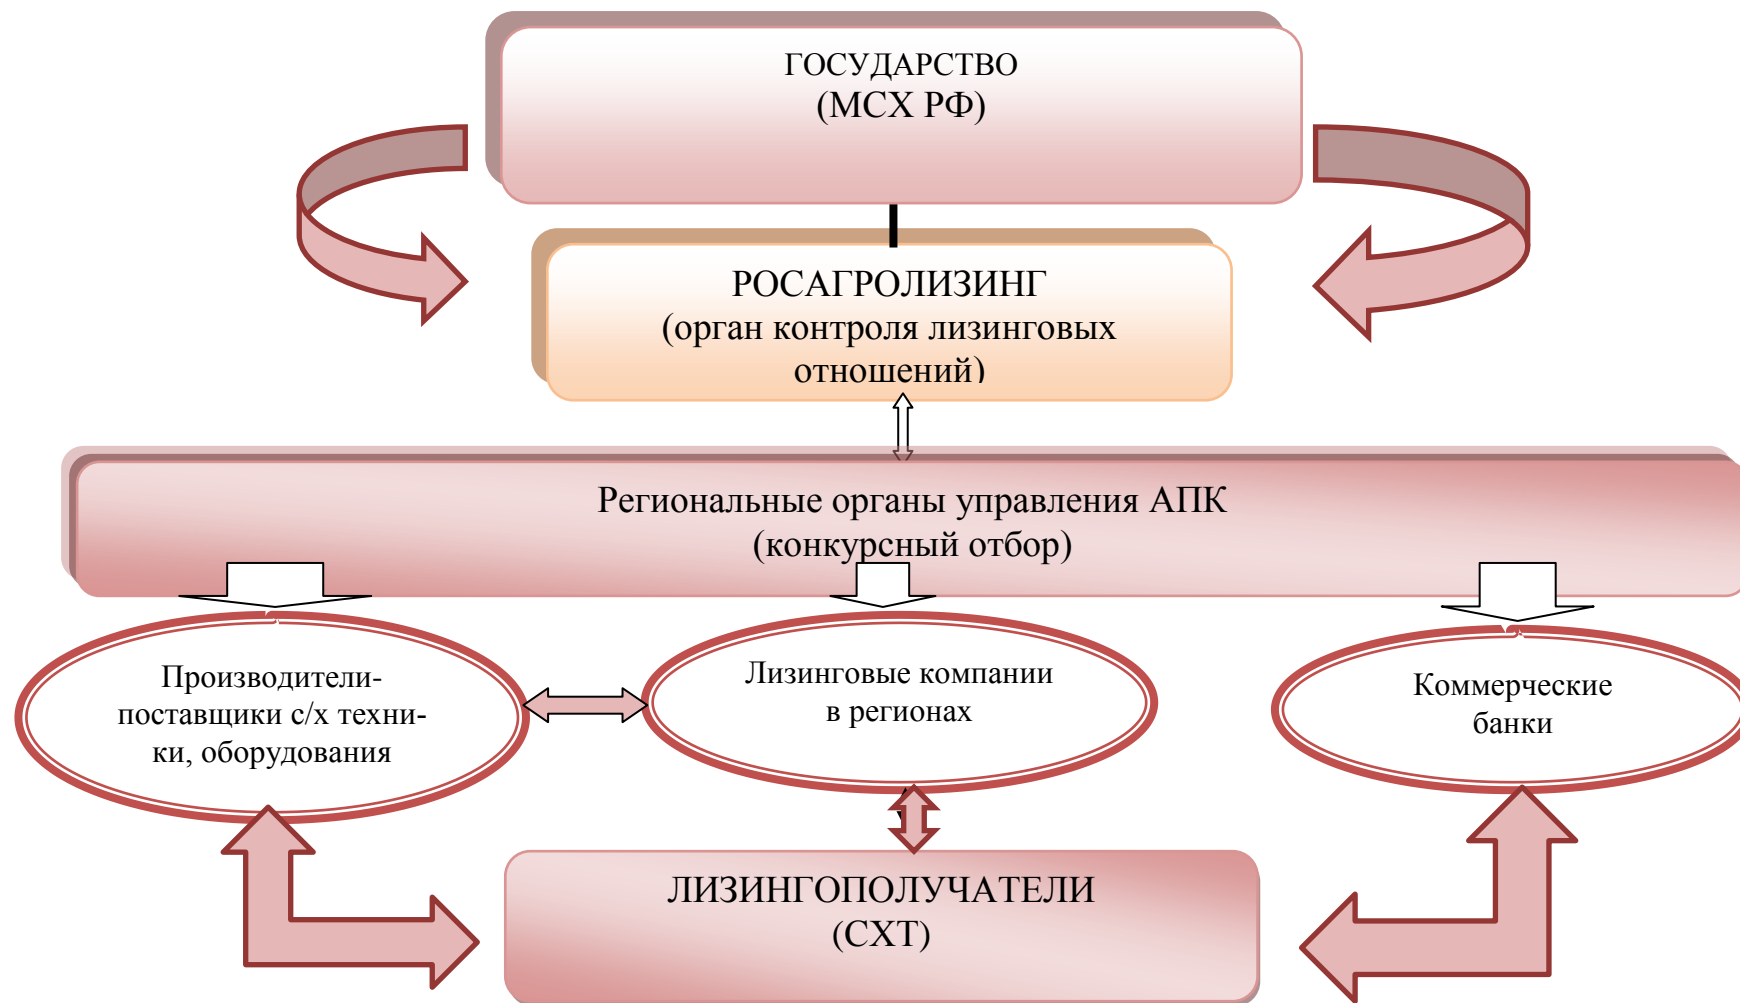 ГОСУДАРСТВО
(МСХ РФ)
РОСАГРОЛИЗИНГ
(орган контроля лизинговых
отношений)
Региональные органы управления АПК
(конкурсный отбор)
Производители-
поставщики с/х техни-
ки, оборудования
Лизинговые компании
в регионах
Коммерческие
банки
ЛИЗИНГОПОЛУЧАТЕЛИ
(СХТ)